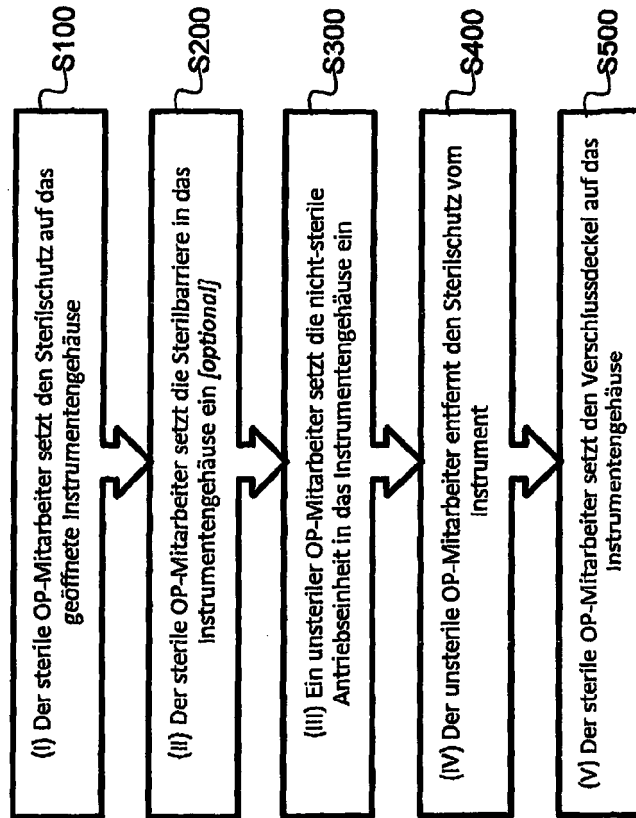 (I) Der sterile OP-Mitarbeiter setzt den Sterilschutz auf das
geöffnete Instrumentengehäuse
S100
(II) Der sterile OP-Mitarbeiter setzt die Sterilbarriere in das
Instrumentengehäuse ein [optional]
S200
(III) Ein unsteriler OP-Mitarbeiter setzt die nicht-sterile
Antriebseinheit in das Instrumentengehäuse ein
S300
(IV) Der unsterile OP-Mitarbeiter entfernt den Sterilschutz vom
Instrument
S400
(V) Der sterile OP-Mitarbeiter setzt den Verschlussdeckel auf das
Instrumentengehäuse
S500